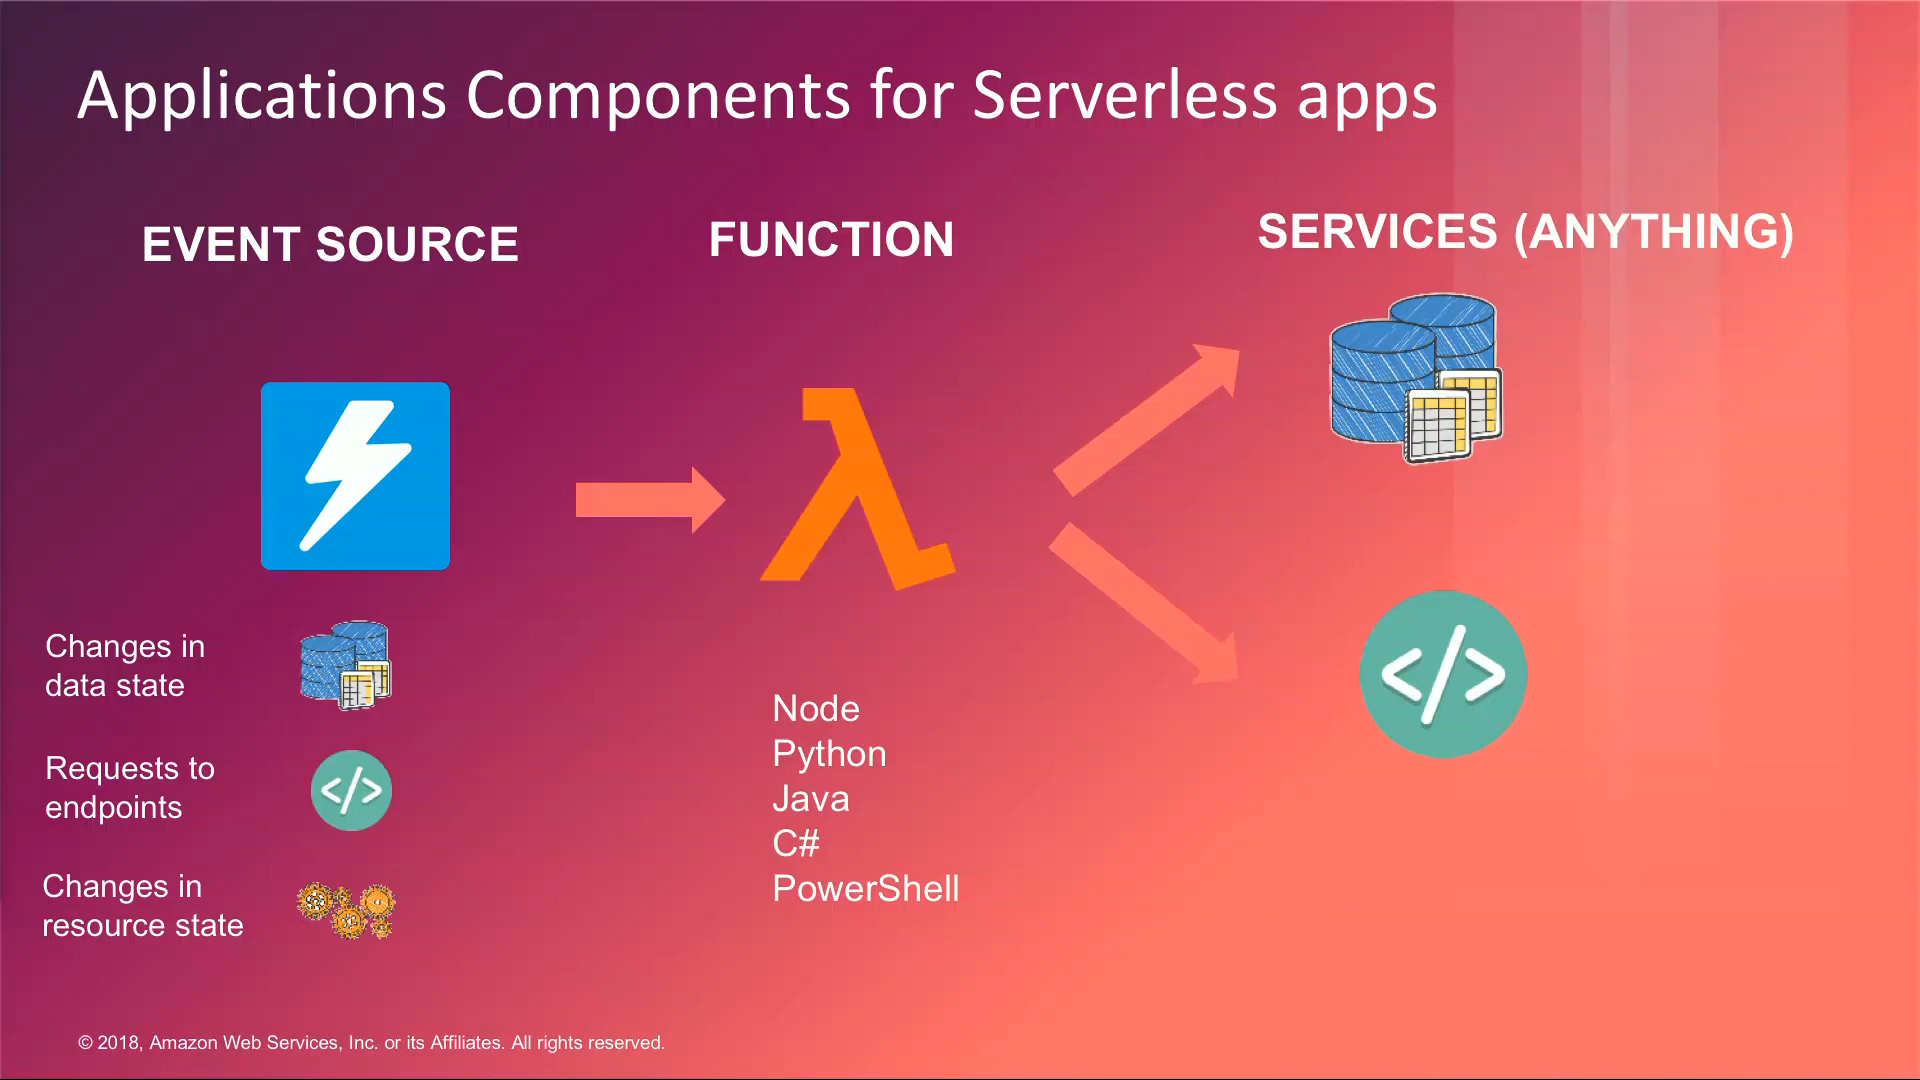 Applications Components for Serverless apps
EVENT SOURCE
FUNCTION
SERVICES (ANYTHING)
Changes in
data state
Requests to
endpoints
Changes in
resource state
Node
Python
Java
C#
PowerShell
© 2018, Amazon Web Services, Inc. or its Affiliates. All rights reserved.